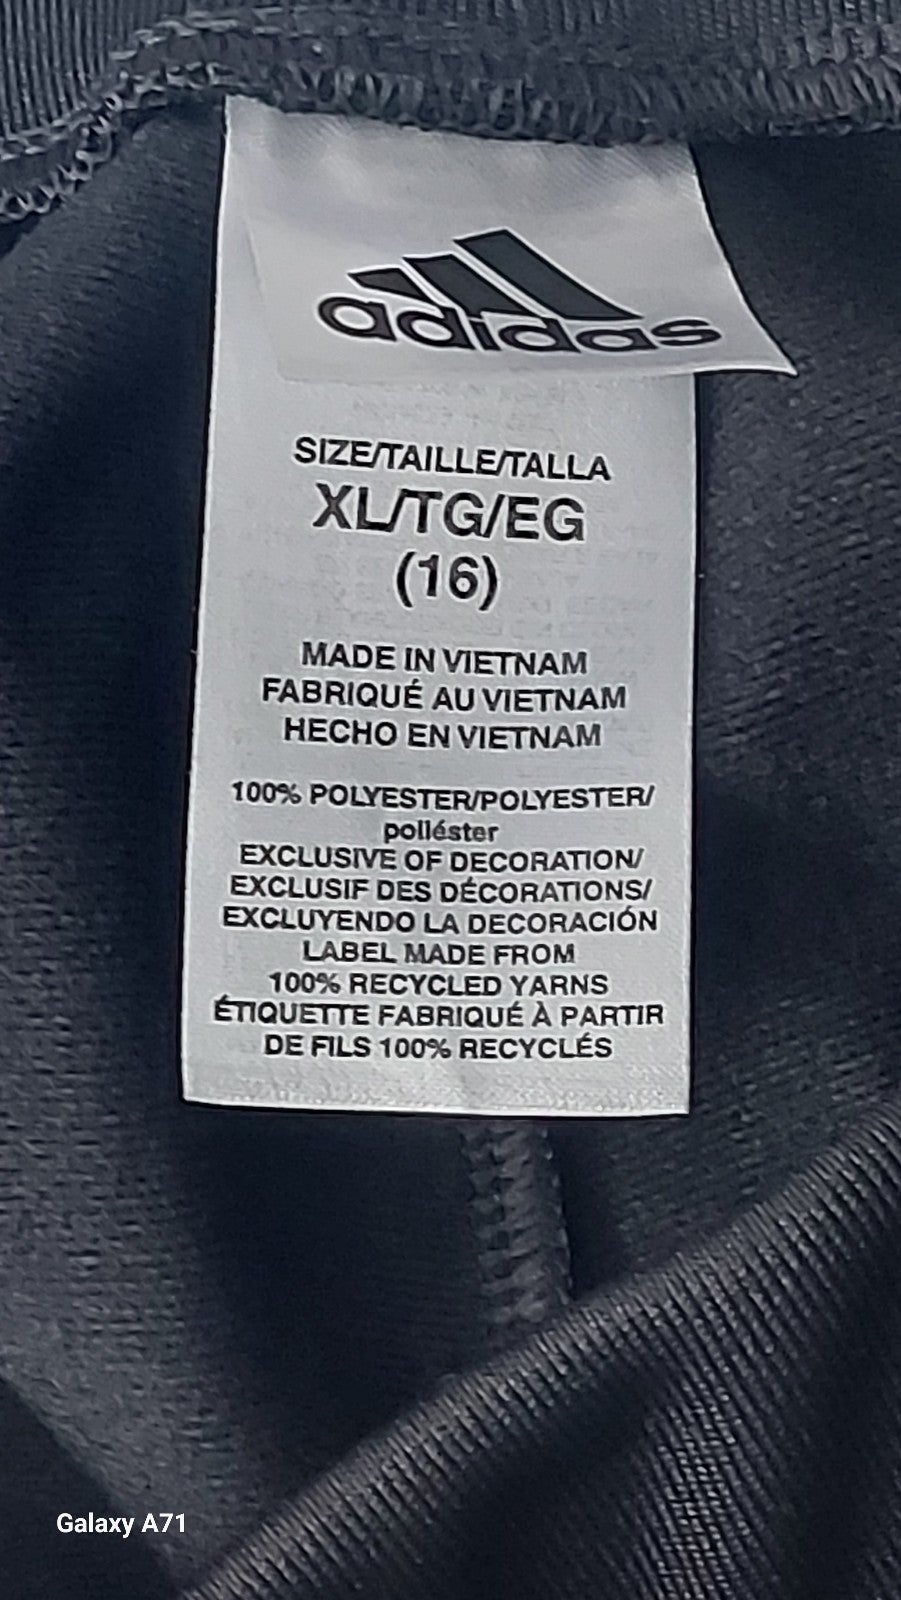 adidas
SIZE/TAILLE/TALLA
XL/TG/EG
(16)
MADE IN VIETNAM
FABRIQUÉ AU VIETNAM
HECHO EN VIETNAM
100% POLYESTER/POLYESTER/
poliéster
EXCLUSIVE OF DECORATION/
EXCLUSIF DES DÉCORATIONS/
EXCLUYENDO LA DECORACIÓN
LABEL MADE FROM
100% RECYCLED YARNS
ÉTIQUETTE FABRIQUÉ À PARTIR
DE FILS 100% RECYCLÉS
Galaxy A71